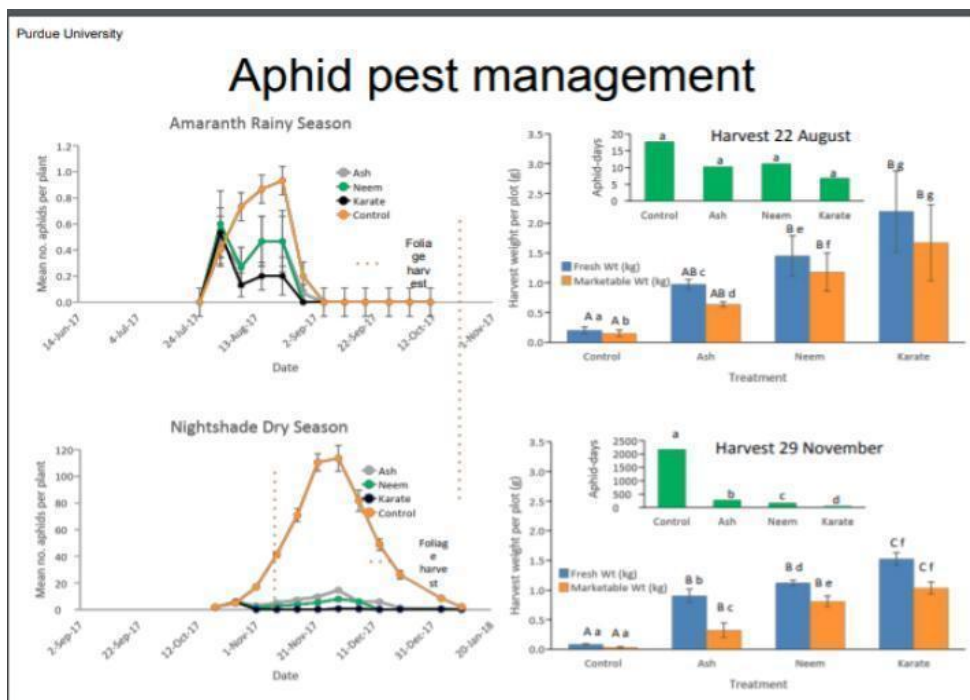 Purdue University
Aphid pest management
Amaranth Rainy Season
Mean no. aphids per plant
1.2
1.0
0.8
0.6
0.4
0.2
0.0
Ash
Neem
Karate
Control
Folia
ge
harv
est
14-Jun-17
4-Jul-17
24-Jul-17
13-Aug-17
2-Sep-17
22-Sep-17
12-Oct-17
1-Nov-17
Date
Harvest 22 August
Aphid-days
20
15
10
5
0
a
a
a
a
Control
Ash
Neem
Karate
Harvest weight per plot (g)
3.5
3.0
2.5
2.0
1.5
1.0
0.5
0.0
Fresh Wt (kg)
Marketable Wt (kg)
A a
A b
AB c
AB d
B e
B f
B g
B g
Control
Ash
Neem
Karate
Treatment
Nightshade Dry Season
Mean no. aphids per plant
120
100
80
60
40
20
0
Ash
Neem
Karate
Control
Foliag
e
harve
st
2-Sep-17
22-Sep-17
12-Oct-17
1-Nov-17
21-Nov-17
11-Dec-17
31-Dec-17
20-Jan-18
Date
Harvest 29 November
Aphid-days
2500
2000
1500
1000
500
0
a
b
c
d
Control
Ash
Neem
Karate
Harvest weight per plot (g)
3.5
3.0
2.5
2.0
1.5
1.0
0.5
0.0
Fresh Wt (kg)
Marketable Wt (kg)
A a
A a
B b
B c
B d
B e
C f
C f
Control
Ash
Neem
Karate
Treatment